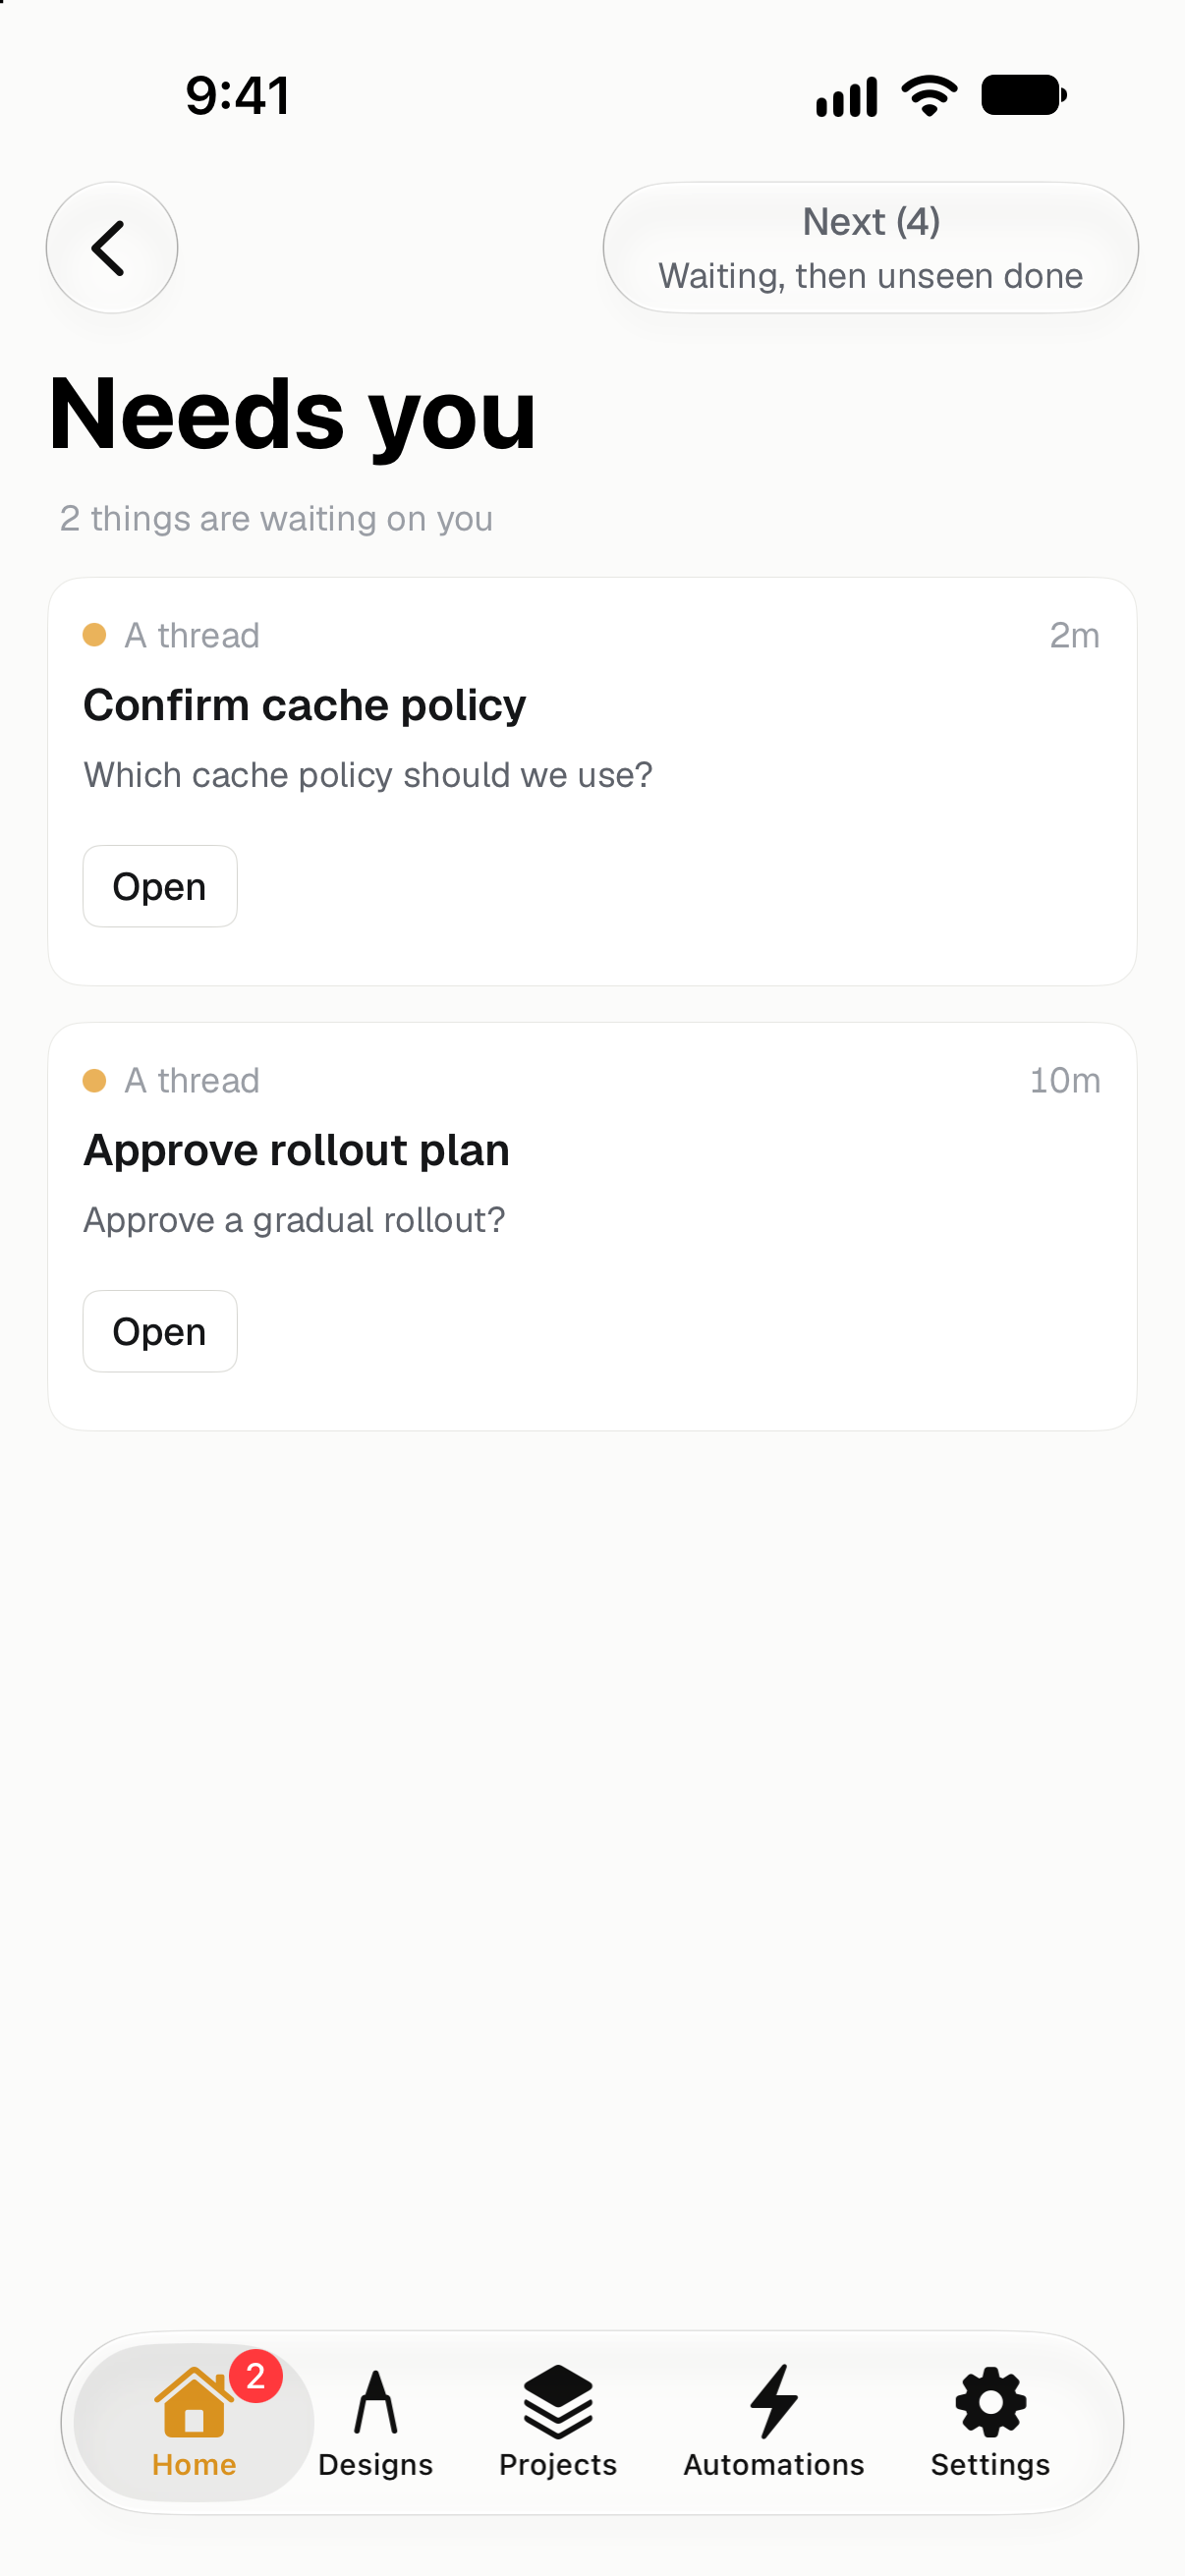 9:41
Next (4)
Waiting, then unseen done
Needs you
2 things are waiting on you
A thread
2m
Confirm cache policy
Which cache policy should we use?
Open
A thread
10m
Approve rollout plan
Approve a gradual rollout?
Open
2
Home
Designs
Projects
Automations
Settings